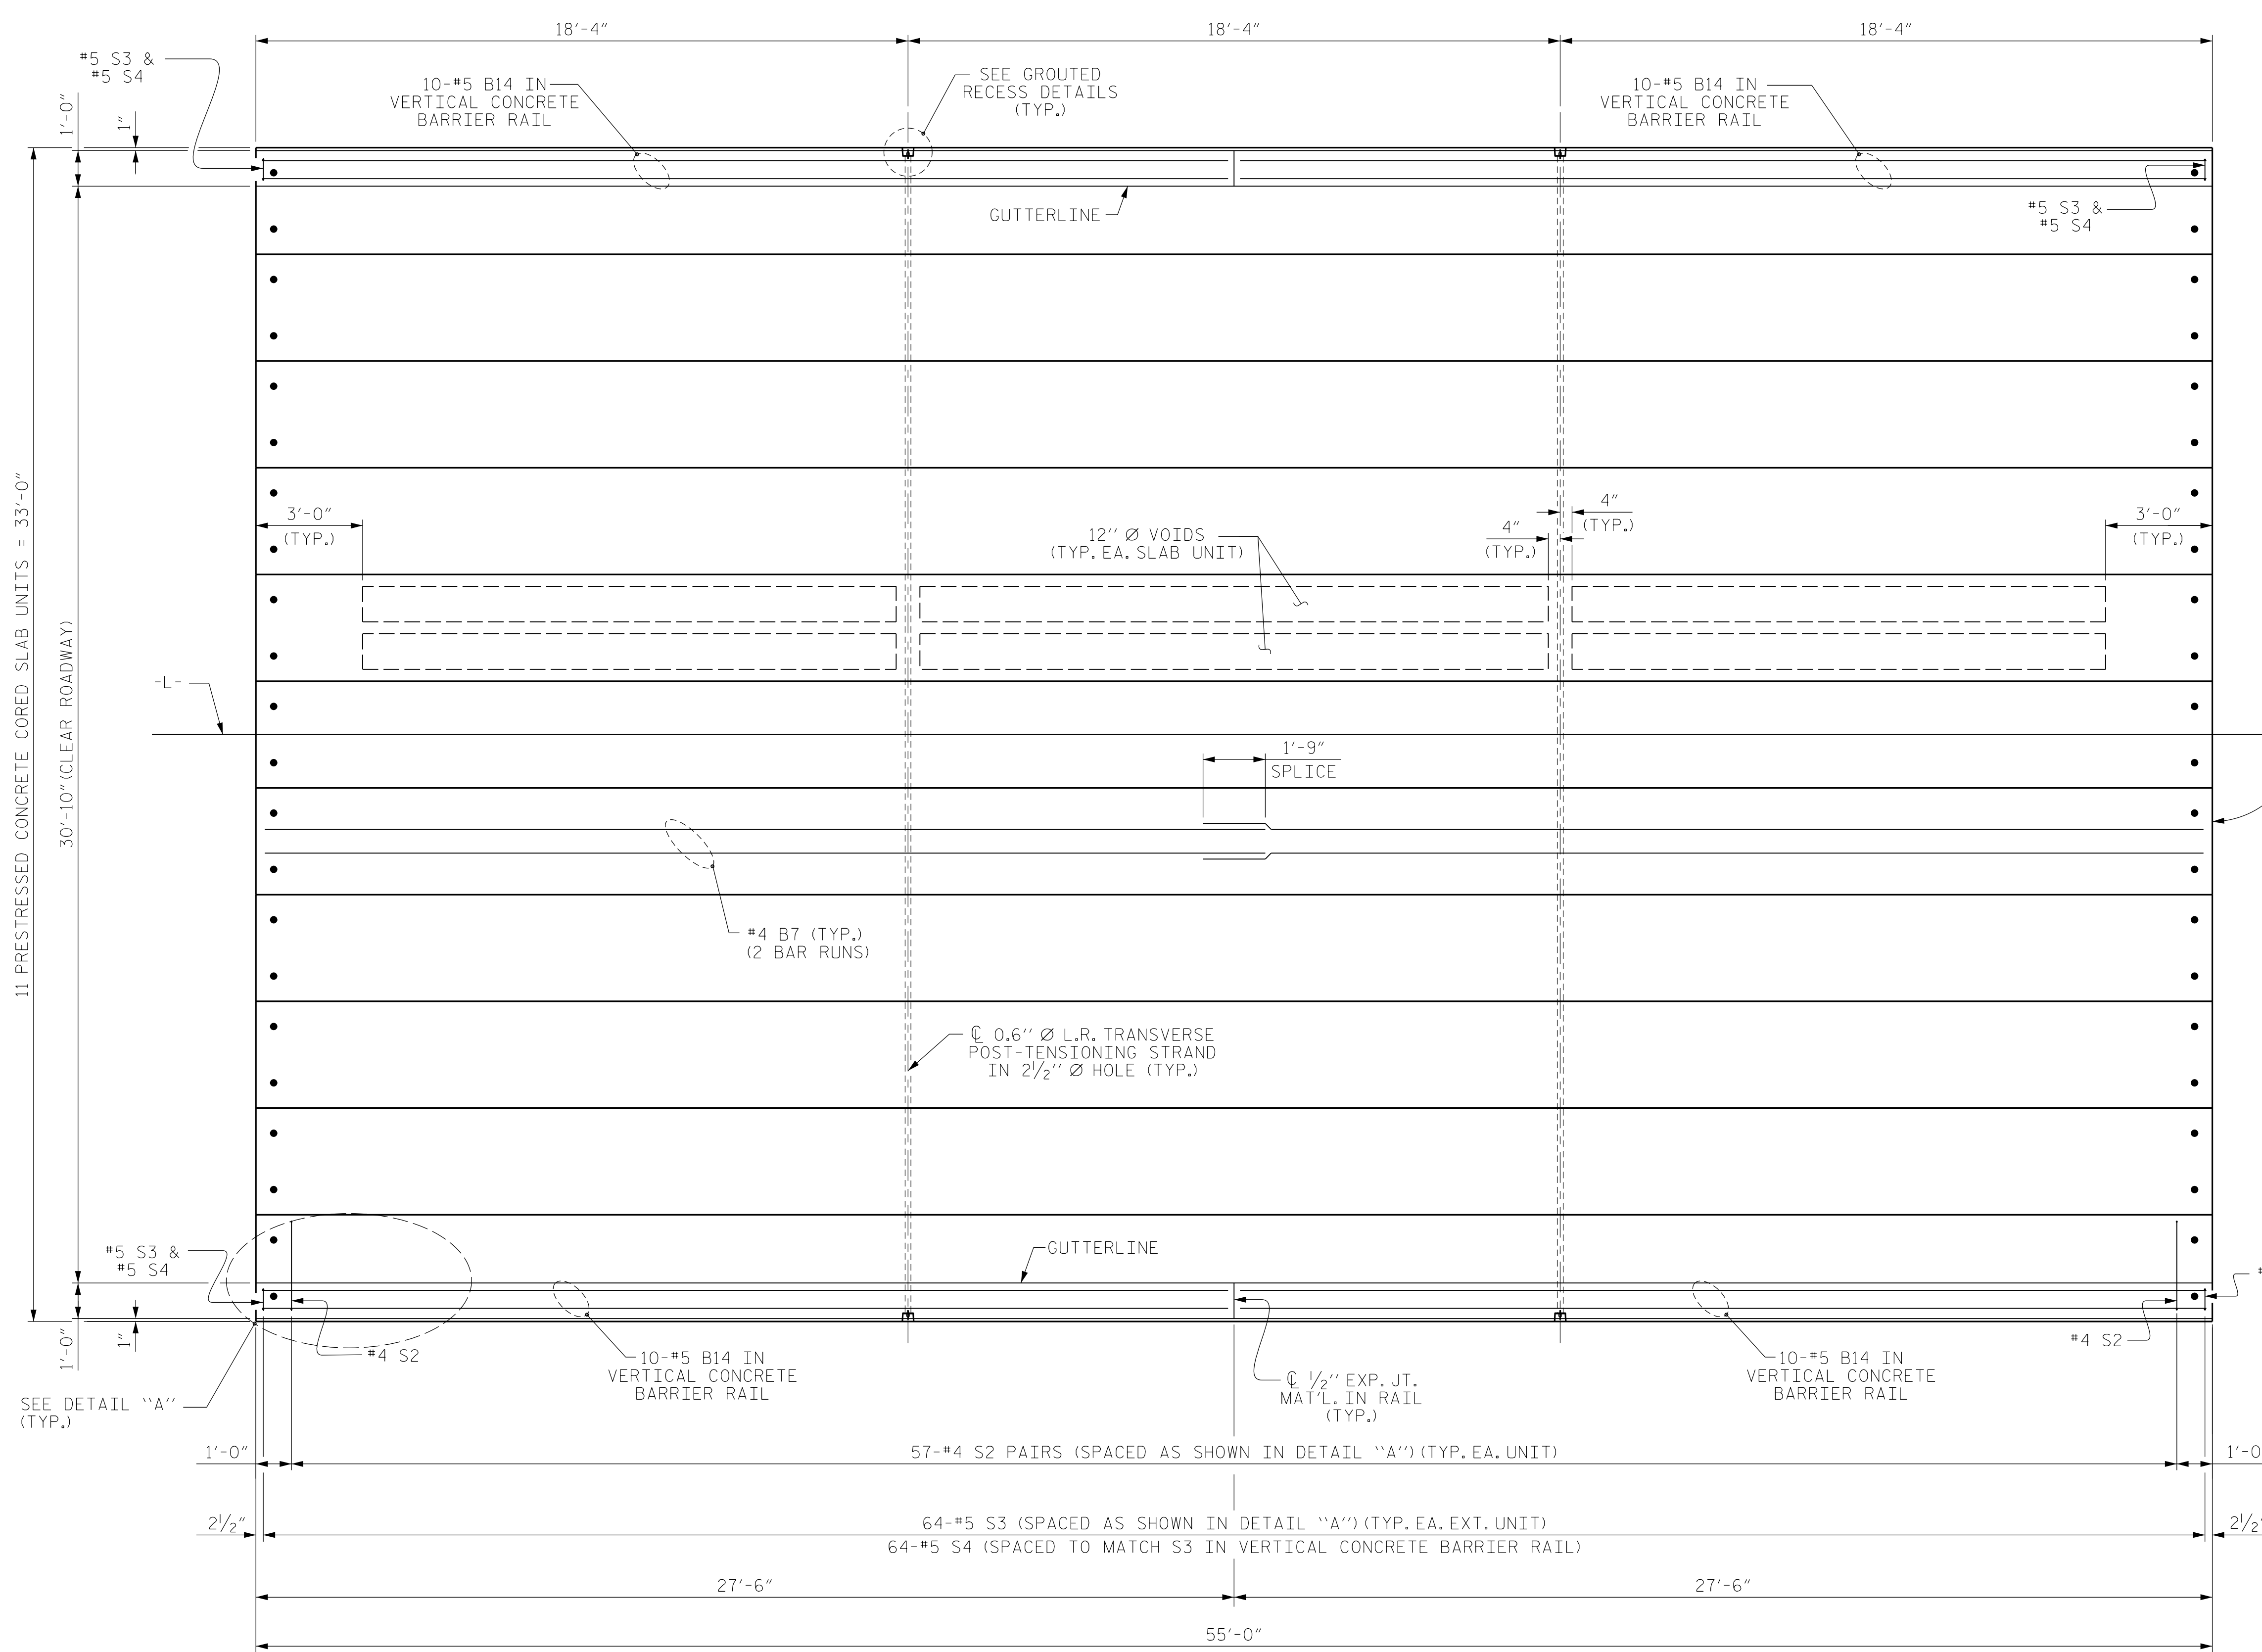 18'-4"
18'-4"
18'-4"
#5 S3 &
#5 S4
10-#5 B14 IN
VERTICAL CONCRETE
BARRIER RAIL
SEE GROUTED
RECESS DETAILS
(TYP.)
10-#5 B14 IN
VERTICAL CONCRETE
BARRIER RAIL
1'-0"
1"
GUTTERLINE
#5 S3 &
#5 S4
11 PRESTRESSED CONCRETE CORED SLAB UNITS = 33'-0"
30'-10" (CLEAR ROADWAY)
3'-0"
(TYP.)
12'' Ø VOIDS
(TYP. EA. SLAB UNIT)
4"
(TYP.)
4"
(TYP.)
3'-0"
(TYP.)
-L-
1'-9"
SPLICE
#4 B7 (TYP.)
(2 BAR RUNS)
℄ 0.6'' Ø L.R. TRANSVERSE
POST-TENSIONING STRAND
IN 2½'' Ø HOLE (TYP.)
#5 S3 &
#5 S4
GUTTERLINE
#
1'-0"
1"
#4 S2
10-#5 B14 IN
VERTICAL CONCRETE
BARRIER RAIL
℄ ½'' EXP. JT.
MAT'L. IN RAIL
(TYP.)
10-#5 B14 IN
VERTICAL CONCRETE
BARRIER RAIL
#4 S2
SEE DETAIL ``A''
(TYP.)
1'-0"
57-#4 S2 PAIRS (SPACED AS SHOWN IN DETAIL ``A'') (TYP. EA. UNIT)
1'-0
2½"
64-#5 S3 (SPACED AS SHOWN IN DETAIL ``A'') (TYP. EA. EXT. UNIT)
2½"
64-#5 S4 (SPACED TO MATCH S3 IN VERTICAL CONCRETE BARRIER RAIL)
27'-6"
27'-6"
55'-0"